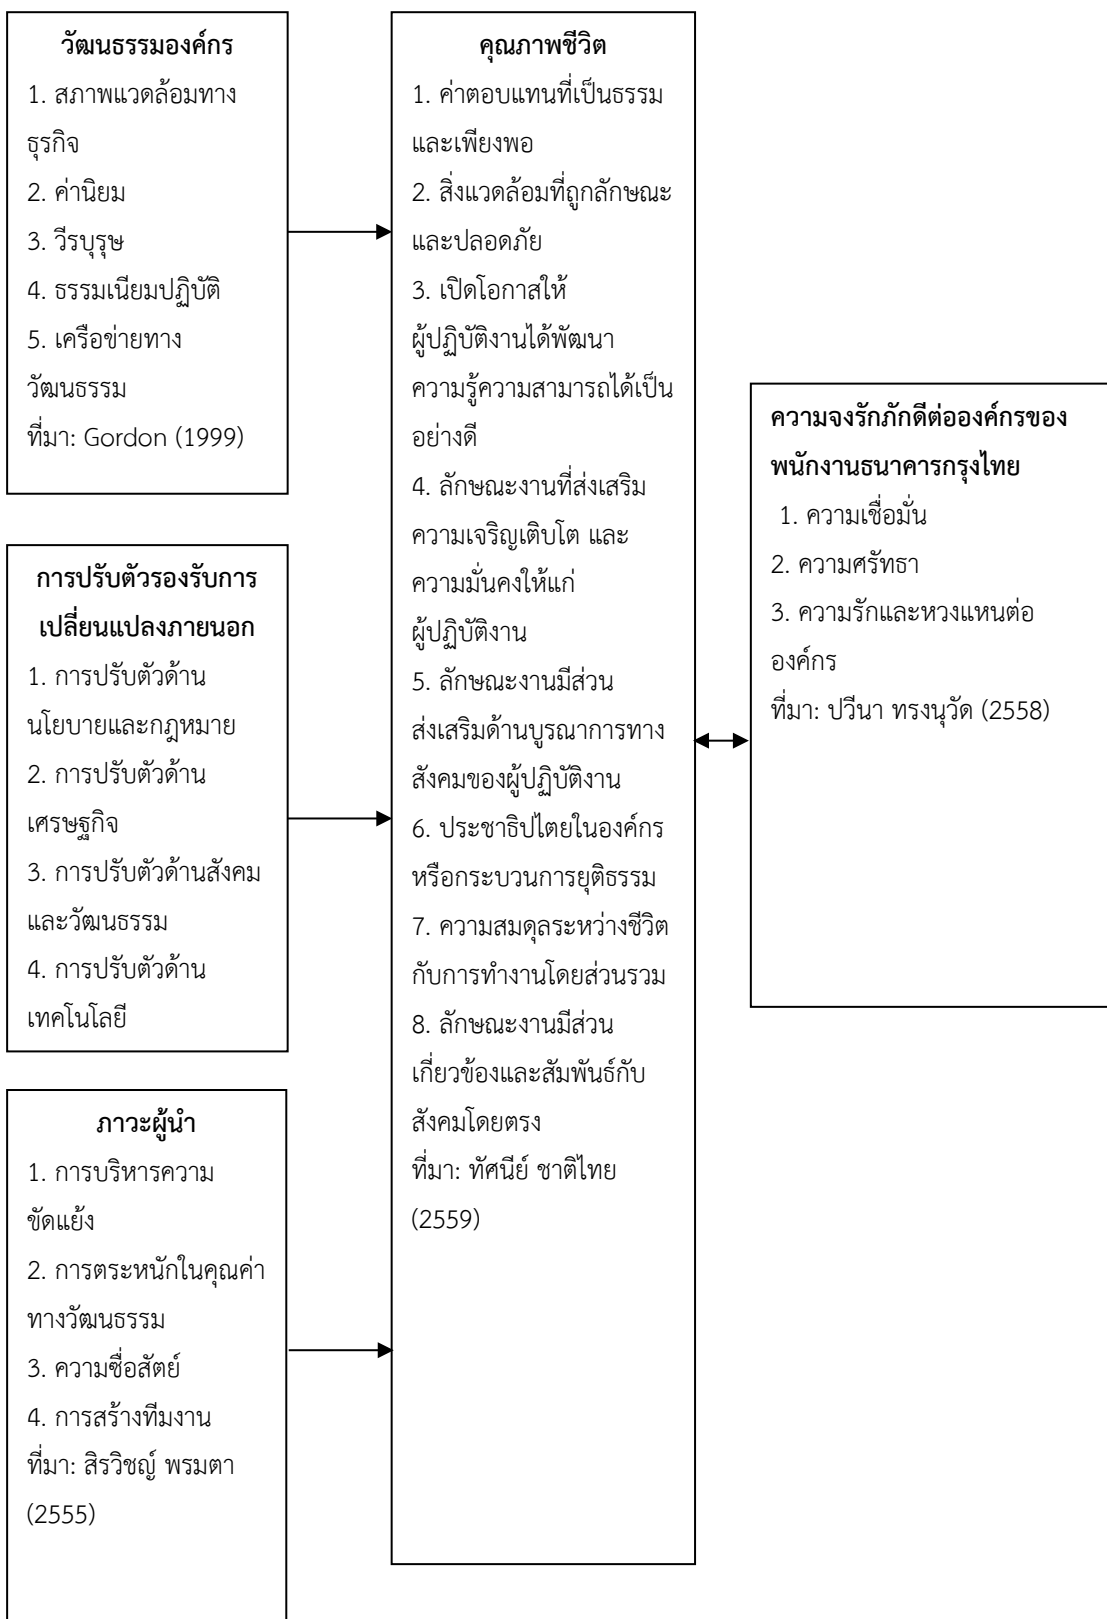 วัฒนธรรมองค์กร
1. สภาพแวดล้อมทาง
ธุรกิจ
2. ค่านิยม
3. วีรบุรุษ
4. ธรรมเนียมปฏิบัติ
5. เครือข่ายทาง
วัฒนธรรม
ที่มา: Gordon (1999)
การปรับตัวรองรับการ
เปลี่ยนแปลงภายนอก
1. การปรับตัวด้าน
นโยบายและกฎหมาย
2. การปรับตัวด้าน
เศรษฐกิจ
3. การปรับตัวด้านสังคม
และวัฒนธรรม
4. การปรับตัวด้าน
เทคโนโลยี
ภาวะผู้นำ
1. การบริหารความ
ขัดแย้ง
2. การตระหนักในคุณค่า
ทางวัฒนธรรม
3. ความซื่อสัตย์
4. การสร้างทีมงาน
ที่มา: สิรวิชญ์ พรมตา
(2555)
คุณภาพชีวิต
1. ค่าตอบแทนที่เป็นธรรม
และเพียงพอ
2. สิ่งแวดล้อมที่ถูกลักษณะ
และปลอดภัย
3. เปิดโอกาสให้
ผู้ปฏิบัติงานได้พัฒนา
ความรู้ความสามารถได้เป็น
อย่างดี
4. ลักษณะงานที่ส่งเสริม
ความเจริญเติบโต และ
ความมั่นคงให้แก่
ผู้ปฏิบัติงาน
5. ลักษณะงานมีส่วน
ส่งเสริมด้านบูรณาการทาง
สังคมของผู้ปฏิบัติงาน
6. ประชาธิปไตยในองค์กร
หรือกระบวนการยุติธรรม
7. ความสมดุลระหว่างชีวิต
กับการทำงานโดยส่วนรวม
8. ลักษณะงานมีส่วน
เกี่ยวข้องและสัมพันธ์กับ
สังคมโดยตรง
ที่มา: ทัศนีย์ ชาติไทย
(2559)
ความจงรักภักดีต่อองค์กรของ
พนักงานธนาคารกรุงไทย
1. ความเชื่อมั่น
2. ความศรัทธา
3. ความรักและหวงแหนต่อ
องค์กร
ที่มา: ปวีนา ทรงนุวัด (2558)